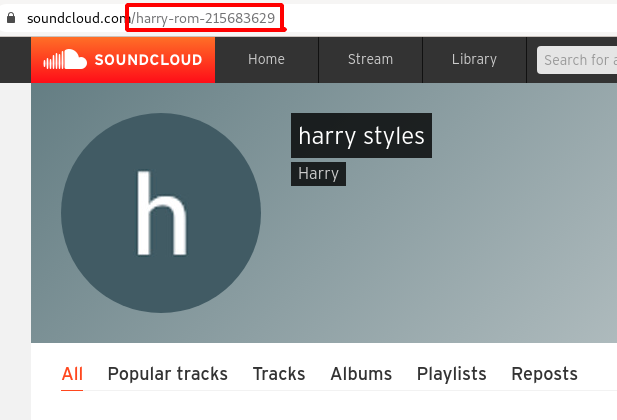 soundcloud.com/harry-rom-215683629
SOUNDCLOUD Home Stream Library Search for a
h
harry styles
Harry
All Popular tracks Tracks Albums Playlists Reposts